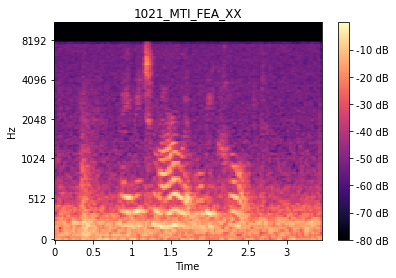 1021_MTI_FEA_XX
8192
4096
2048
1024
512
0
Hz
0 0.5 1 1.5 2 2.5 3
Time
-10 dB
-20 dB
-30 dB
-40 dB
-50 dB
-60 dB
-70 dB
-80 dB